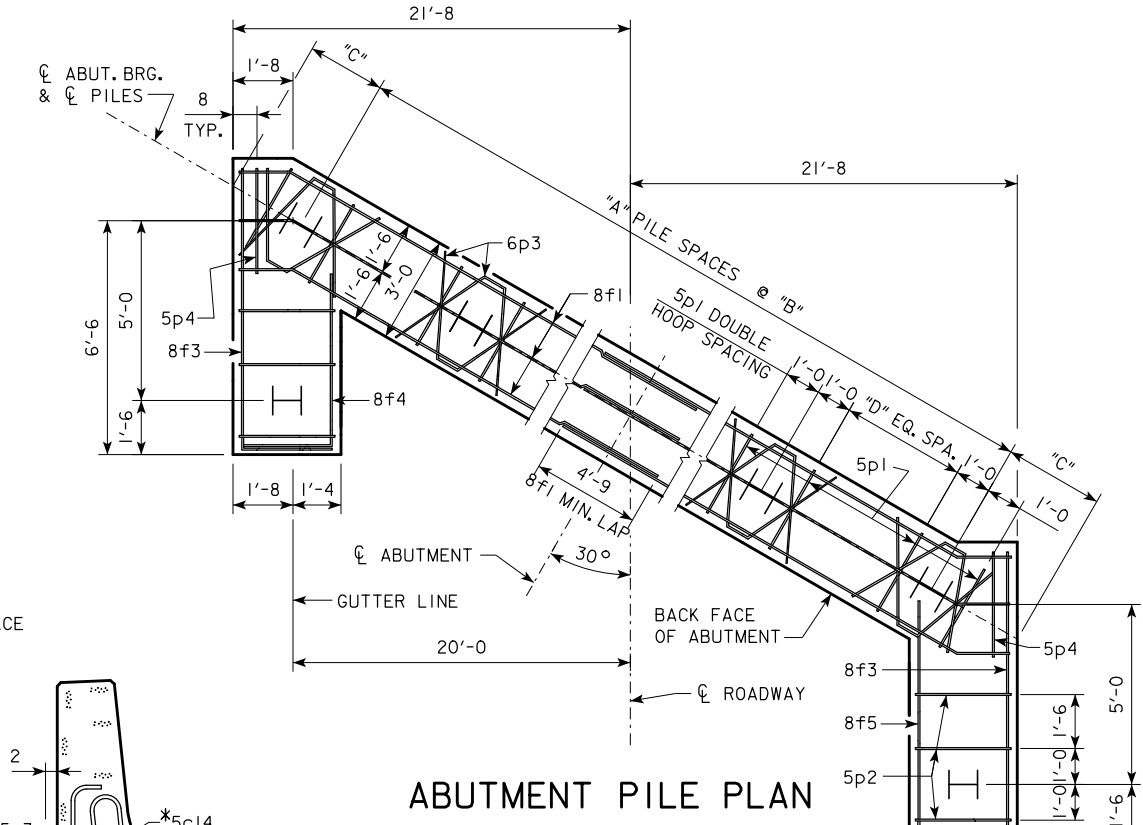 21'-8
"C"
℄ ABUT. BRG.
& ℄ PILES
1'-8
8
TYP.
21'-8
"A" PILE SPACES @ "B"
6p3
1'-6
1'-6
3'-0
8f1
5p1 DOUBLE
HOOP SPACING
1'-0
1'-0
"D" EQ. SPA.
1'-0
1'-0
"C"
5p4
8f3
6'-6
5'-0
1'-6
8f4
5p1
4'-9
8f1 MIN. LAP
1'-8
1'-4
℄ ABUTMENT
30°
GUTTER LINE
BACK FACE
OF ABUTMENT
20'-0
℄ ROADWAY
5p4
8f3
8f5
5p2
1'-6
1'-0
1'-0
5'-0
1'-6
ABUTMENT PILE PLAN
2